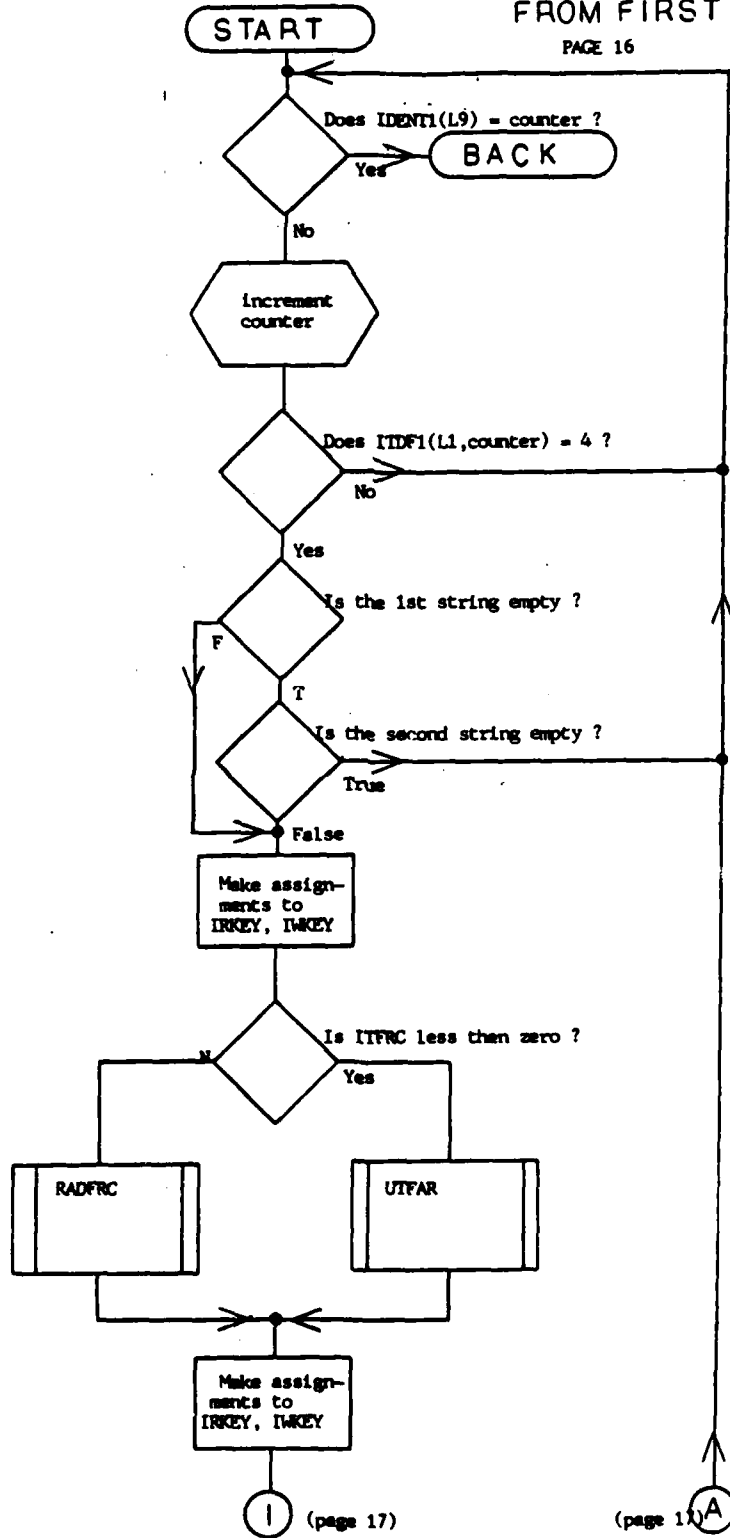 FROM FIRST
PAGE 16
START
Does IDENT1(L9) = counter ?
Yes
BACK
No
increment
counter
Does ITDF1(L1,counter) = 4 ?
No
Yes
Is the 1st string empty ?
F
T
Is the second string empty ?
True
False
Make assign-
ments to
IRKEY, IWKEY
Is ITFRC less then zero ?
N
Yes
RADFRC
UTFAR
Make assign-
ments to
IRKEY, IWKEY
I (page 17)
(page 17) A